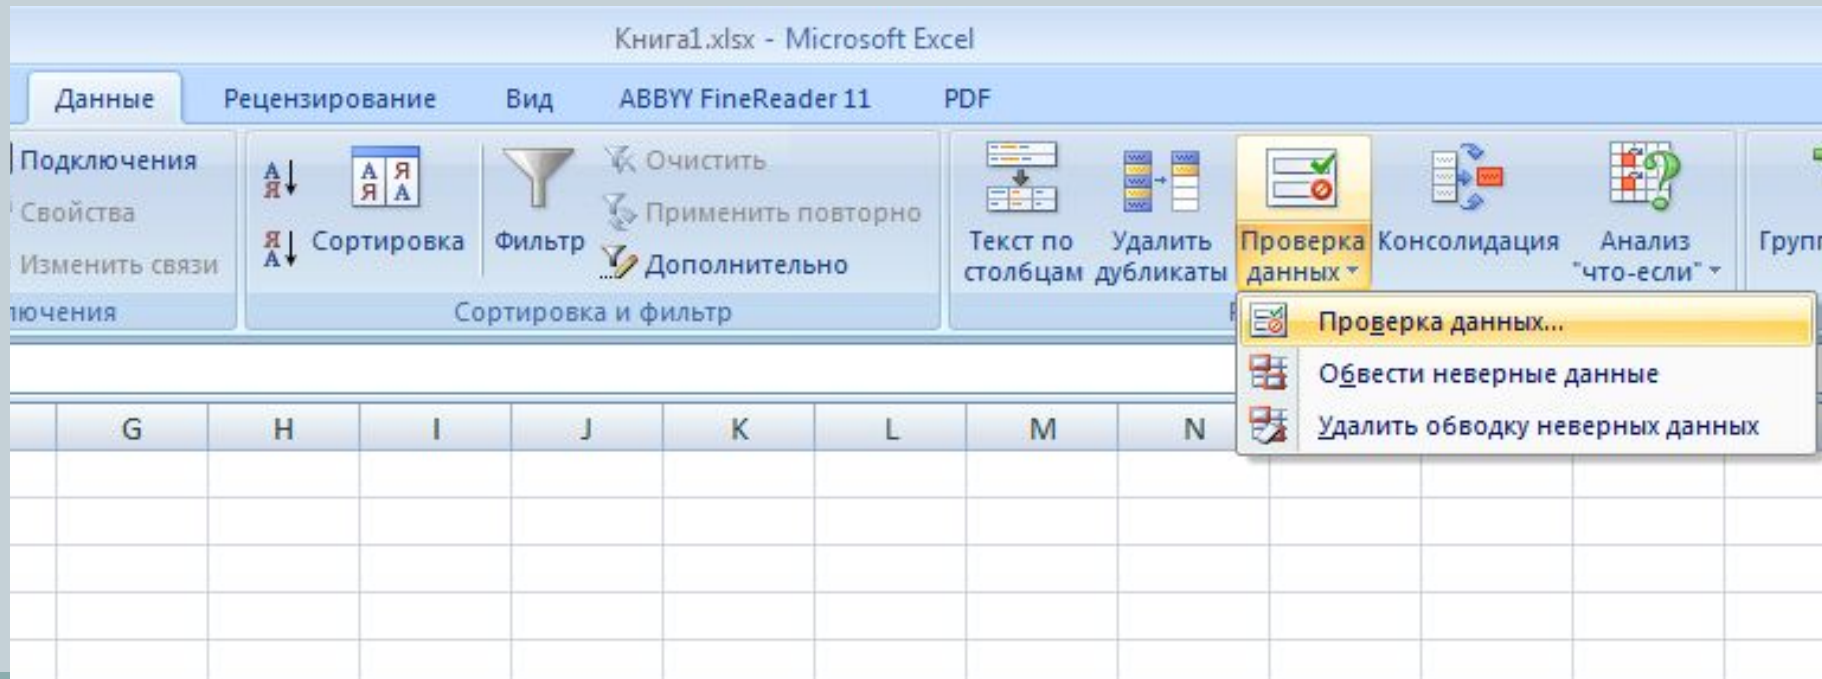 Книга1.xlsx - Microsoft Excel
Данные Рецензирование Вид ABBYY FineReader 11 PDF
Подключения
Свойства
Изменить связи
А
Я
Я
А
А Я
Я А
Сортировка
Фильтр
Очистить
Применить повторно
Дополнительно
Сортировка и фильтр
Текст по
столбцам
Удалить
дубликаты
Проверка
данных
Консолидация
Анализ
"что-если"
Проверка данных...
Обвести неверные данные
Удалить обводку неверных данных
G H I J K L M N